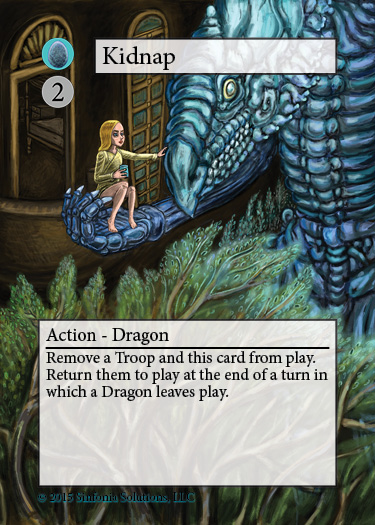 Kidnap
2
Action - Dragon
Remove a Troop and this card from play.
Return them to play at the end of a turn in
which a Dragon leaves play.
© 2015 Sinfonia Solutions, LLC